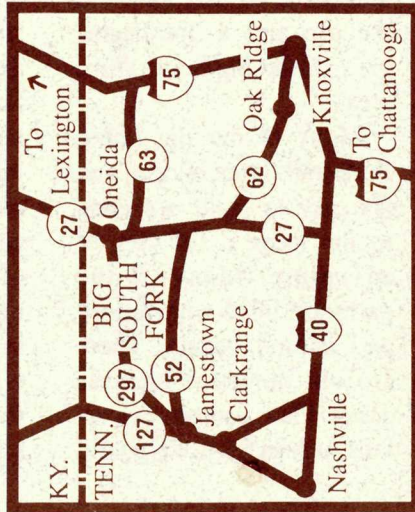 KY.
To
Lexington
TENN.
BIG
SOUTH
FORK
Oneida
27
75
63
297
127
52
Jamestown
Clarkrange
62
Oak Ridge
Knoxville
27
40
Nashville
To
Chattanooga
75